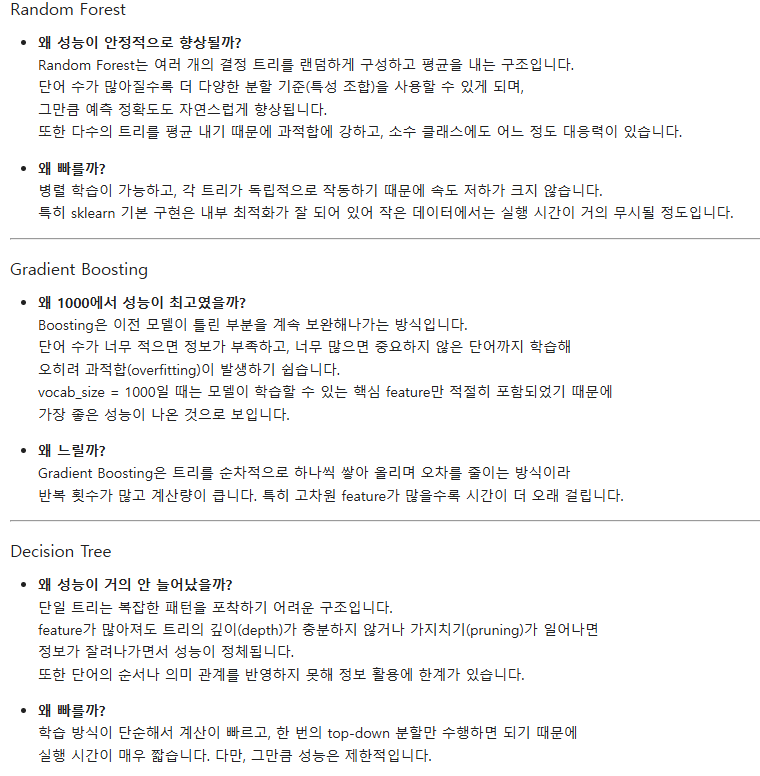 Random Forest
• 왜 성능이 안정적으로 향상될까?
Random Forest는 여러 개의 결정 트리를 랜덤하게 구성하고 평균을 내는 구조입니다.
단어 수가 많아질수록 더 다양한 분할 기준(특성 조합)을 사용할 수 있게 되며,
그만큼 예측 정확도도 자연스럽게 향상됩니다.
또한 다수의 트리를 평균 내기 때문에 과적합에 강하고, 소수 클래스에도 어느 정도 대응력이 있습니다.
• 왜 빠를까?
병렬 학습이 가능하고, 각 트리가 독립적으로 작동하기 때문에 속도 저하가 크지 않습니다.
특히 sklearn 기본 구현은 내부 최적화가 잘 되어 있어 작은 데이터에서는 실행 시간이 거의 무시될 정도입니다.
Gradient Boosting
• 왜 1000에서 성능이 최고였을까?
Boosting은 이전 모델이 틀린 부분을 계속 보완해나가는 방식입니다.
단어 수가 너무 적으면 정보가 부족하고, 너무 많으면 중요하지 않은 단어까지 학습해
오히려 과적합(overfitting)이 발생하기 쉽습니다.
vocab_size = 1000일 때는 모델이 학습할 수 있는 핵심 feature만 적절히 포함되었기 때문에
가장 좋은 성능이 나온 것으로 보입니다.
• 왜 느릴까?
Gradient Boosting은 트리를 순차적으로 하나씩 쌓아 올리며 오차를 줄이는 방식이라
반복 횟수가 많고 계산량이 큽니다. 특히 고차원 feature가 많을수록 시간이 더 오래 걸립니다.
Decision Tree
• 왜 성능이 거의 안 늘어났을까?
단일 트리는 복잡한 패턴을 포착하기 어려운 구조입니다.
feature가 많아져도 트리의 깊이(depth)가 충분하지 않거나 가지치기(pruning)가 일어나면
정보가 잘려나가면서 성능이 정체됩니다.
또한 단어의 순서나 의미 관계를 반영하지 못해 정보 활용에 한계가 있습니다.
• 왜 빠를까?
학습 방식이 단순해서 계산이 빠르고, 한 번의 top-down 분할만 수행하면 되기 때문에
실행 시간이 매우 짧습니다. 다만, 그만큼 성능은 제한적입니다.